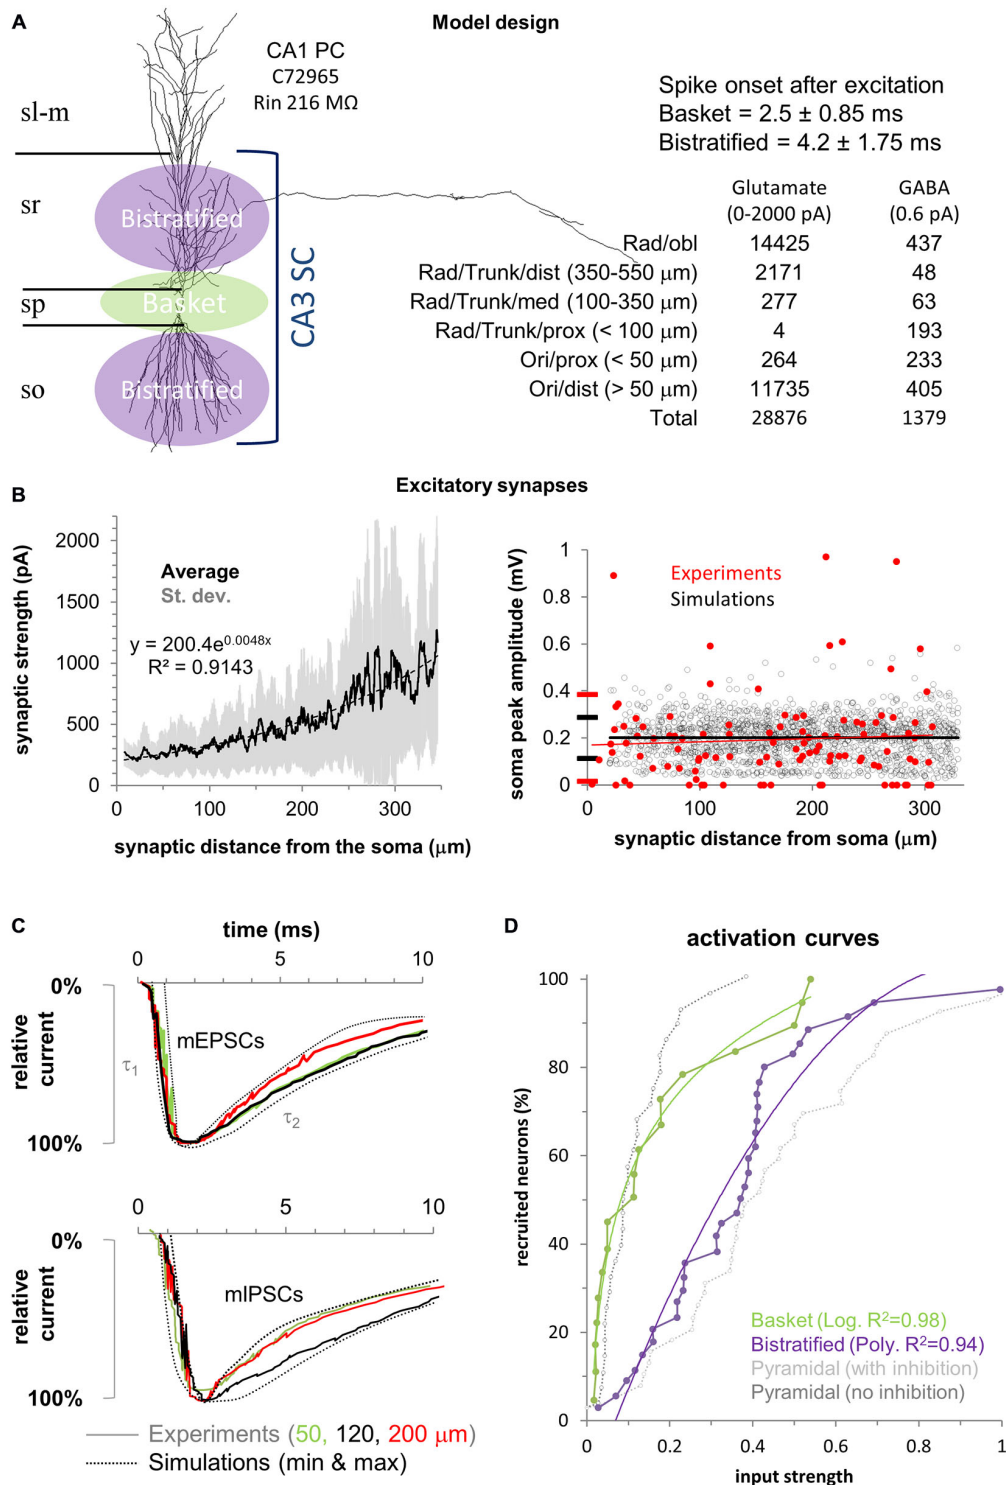 A
Model design
CA1 PC
C72965
Rin 216 MΩ
sl-m
sr
sp
so
Bistratified
Basket
Bistratified
CA3 SC
Spike onset after excitation
Basket = 2.5 ± 0.85 ms
Bistratified = 4.2 ± 1.75 ms
Glutamate GABA
(0-2000 pA) (0.6 pA)
Rad/obl 14425 437
Rad/Trunk/dist (350-550 µm) 2171 48
Rad/Trunk/med (100-350 µm) 277 63
Rad/Trunk/prox (< 100 µm) 4 193
Ori/prox (< 50 µm) 264 233
Ori/dist (> 50 µm) 11735 405
Total 28876 1379
B
Excitatory synapses
synaptic strength (pA)
2000
1500
1000
500
0
Average
St. dev.
y = 200.4e^0.0048x
R² = 0.9143
0 100 200 300
synaptic distance from the soma (µm)
soma peak amplitude (mV)
1
0.8
0.6
0.4
0.2
0
Experiments
Simulations
0 100 200 300
synaptic distance from soma (µm)
C
time (ms)
0 5 10
0%
relative current
100%
τ1
mEPSCs
τ2
0 5 10
0%
relative current
100%
mIPSCs
Experiments (50, 120, 200 µm)
Simulations (min & max)
D
activation curves
recruited neurons (%)
100
80
60
40
20
0
Basket (Log. R²=0.98)
Bistratified (Poly. R²=0.94)
Pyramidal (with inhibition)
Pyramidal (no inhibition)
0 0.2 0.4 0.6 0.8 1
input strength